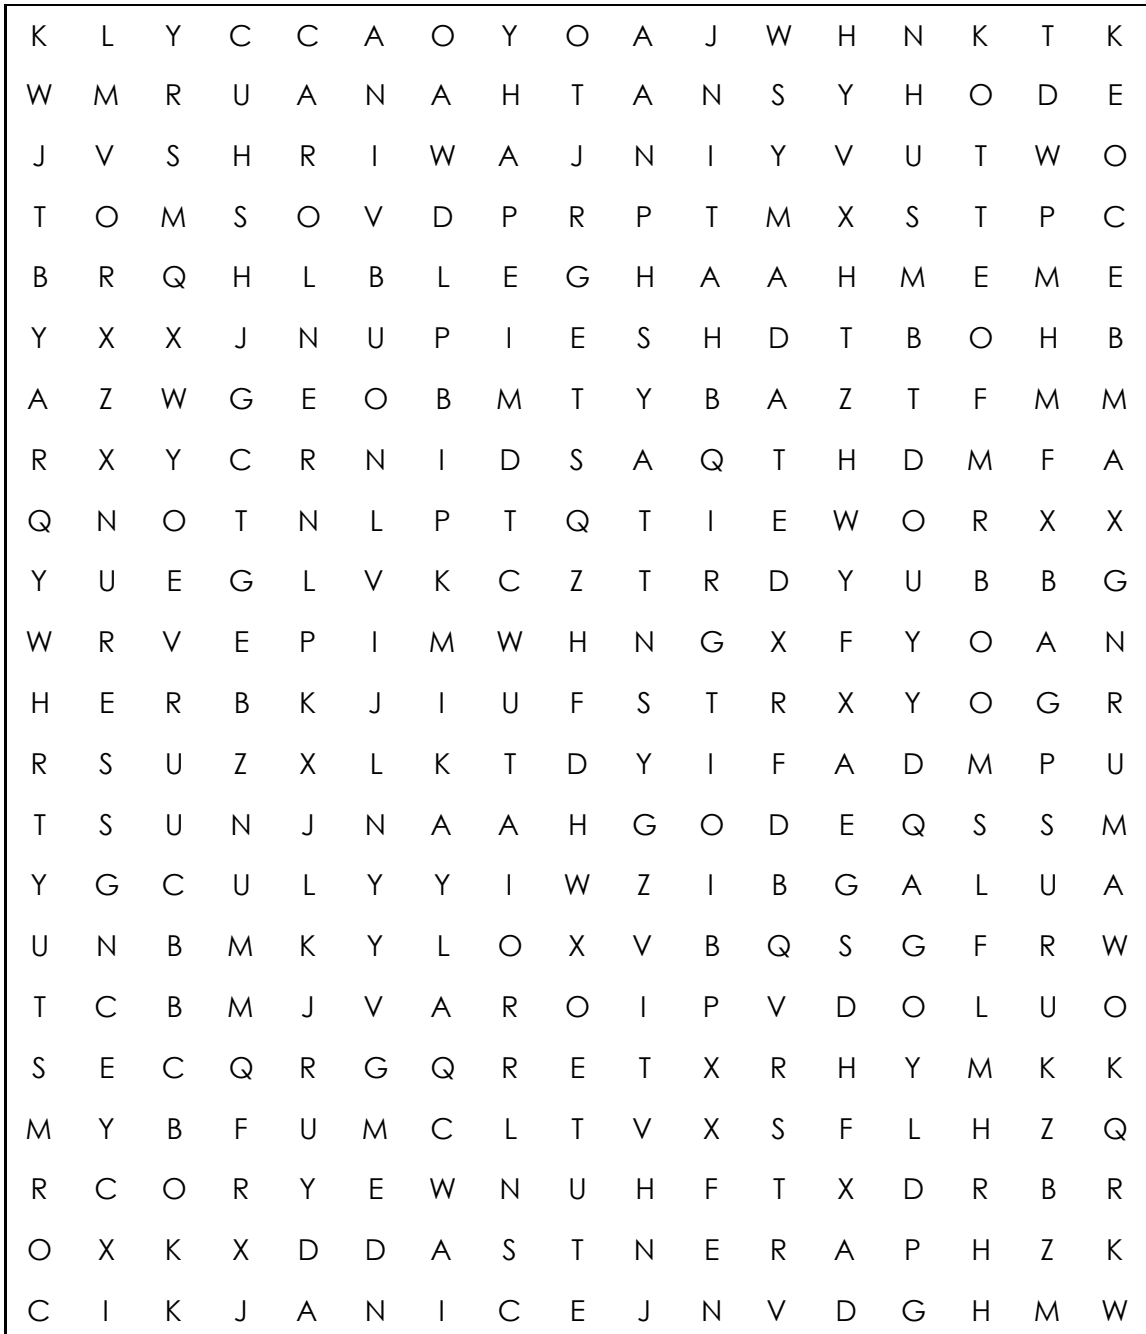 K L Y C C A O Y O A J W H N K T K
W M R U A N A H T A N S Y H O D E
J V S H R I W A J N I Y V U T W O
T O M S O V D P R P T M X S T P C
B R Q H L B L E G H A A H M E M E
Y X X J N U P I E S H D T B O H B
A Z W G E O B M T Y B A Z T F M M
R X Y C R N I D S A Q T H D M F A
Q N O T N L P T Q T I E W O R X X
Y U E G L V K C Z T R D Y U B B G
W R V E P I M W H N G X F Y O A N
H E R B K J I U F S T R X Y O G R
R S U Z X L K T D Y I F A D M P U
T S U N J N A A H G O D E Q S S M
Y G C U L Y Y I W Z I B G A L U A
U N B M K Y L O X V B Q S G F R W
T C B M J V A R O I P V D O L U O
S E C Q R G Q R E T X R H Y M K K
M Y B F U M C L T V X S F L H Z Q
R C O R Y E W N U H F T X D R B R
O X K X D D A S T N E R A P H Z K
C I K J A N I C E J N V D G H M W